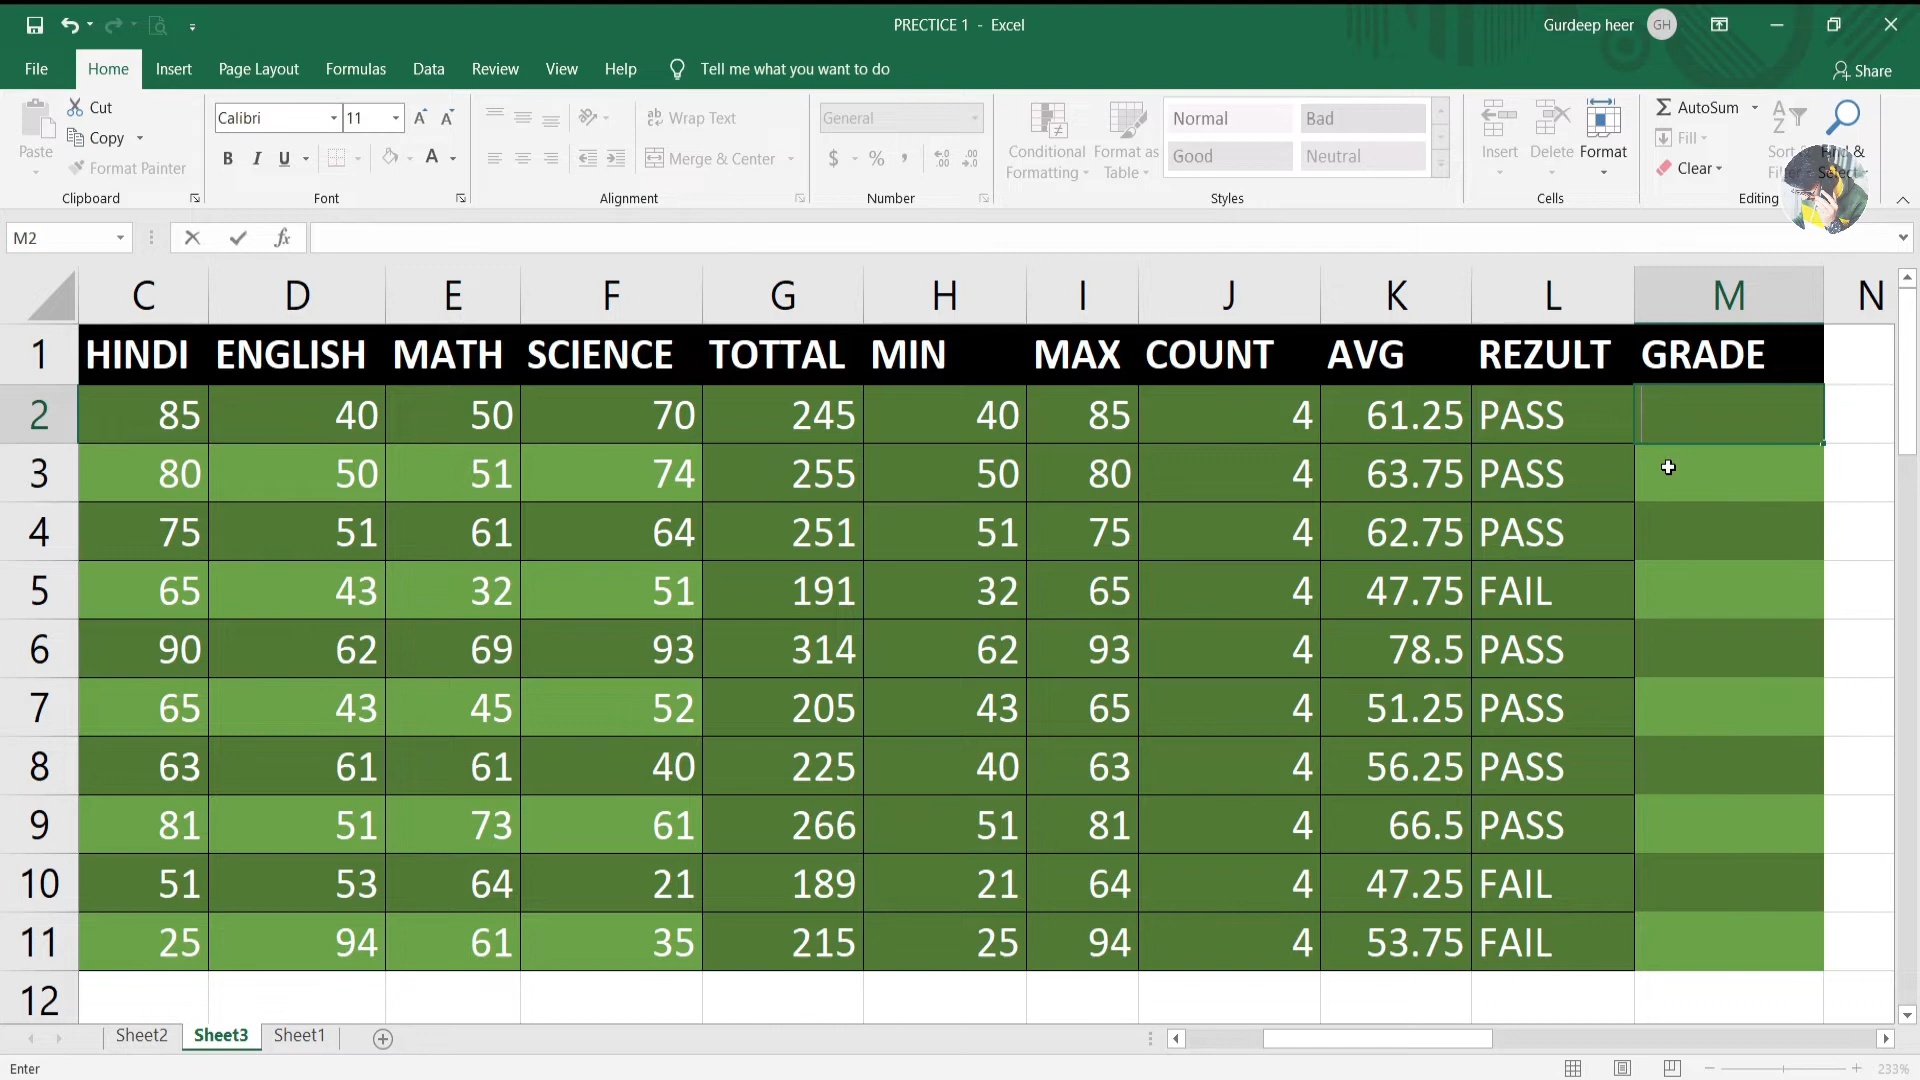 PRECTICE 1 - Excel
Gurdeep heer
GH
File
Home
Insert
Page Layout
Formulas
Data
Review
View
Help
Tell me what you want to do
Share
Paste
Cut
Copy
Format Painter
Clipboard
Calibri
11
A A
B I U A
Font
ab Wrap Text
Merge & Center
Alignment
General
$ % ,
Number
Conditional Formatting
Format as Table
Normal
Bad
Good
Neutral
Styles
Insert
Delete
Format
Cells
AutoSum
Fill
Clear
Find &
Editing
M2
fx
C D E F G H I J K L M N
1 HINDI ENGLISH MATH SCIENCE TOTTAL MIN MAX COUNT AVG REZULT GRADE
2 85 40 50 70 245 40 85 4 61.25 PASS
3 80 50 51 74 255 50 80 4 63.75 PASS
4 75 51 61 64 251 51 75 4 62.75 PASS
5 65 43 32 51 191 32 65 4 47.75 FAIL
6 90 62 69 93 314 62 93 4 78.5 PASS
7 65 43 45 52 205 43 65 4 51.25 PASS
8 63 61 61 40 225 40 63 4 56.25 PASS
9 81 51 73 61 266 51 81 4 66.5 PASS
10 51 53 64 21 189 21 64 4 47.25 FAIL
11 25 94 61 35 215 25 94 4 53.75 FAIL
12
Sheet2
Sheet3
Sheet1
Enter
233%